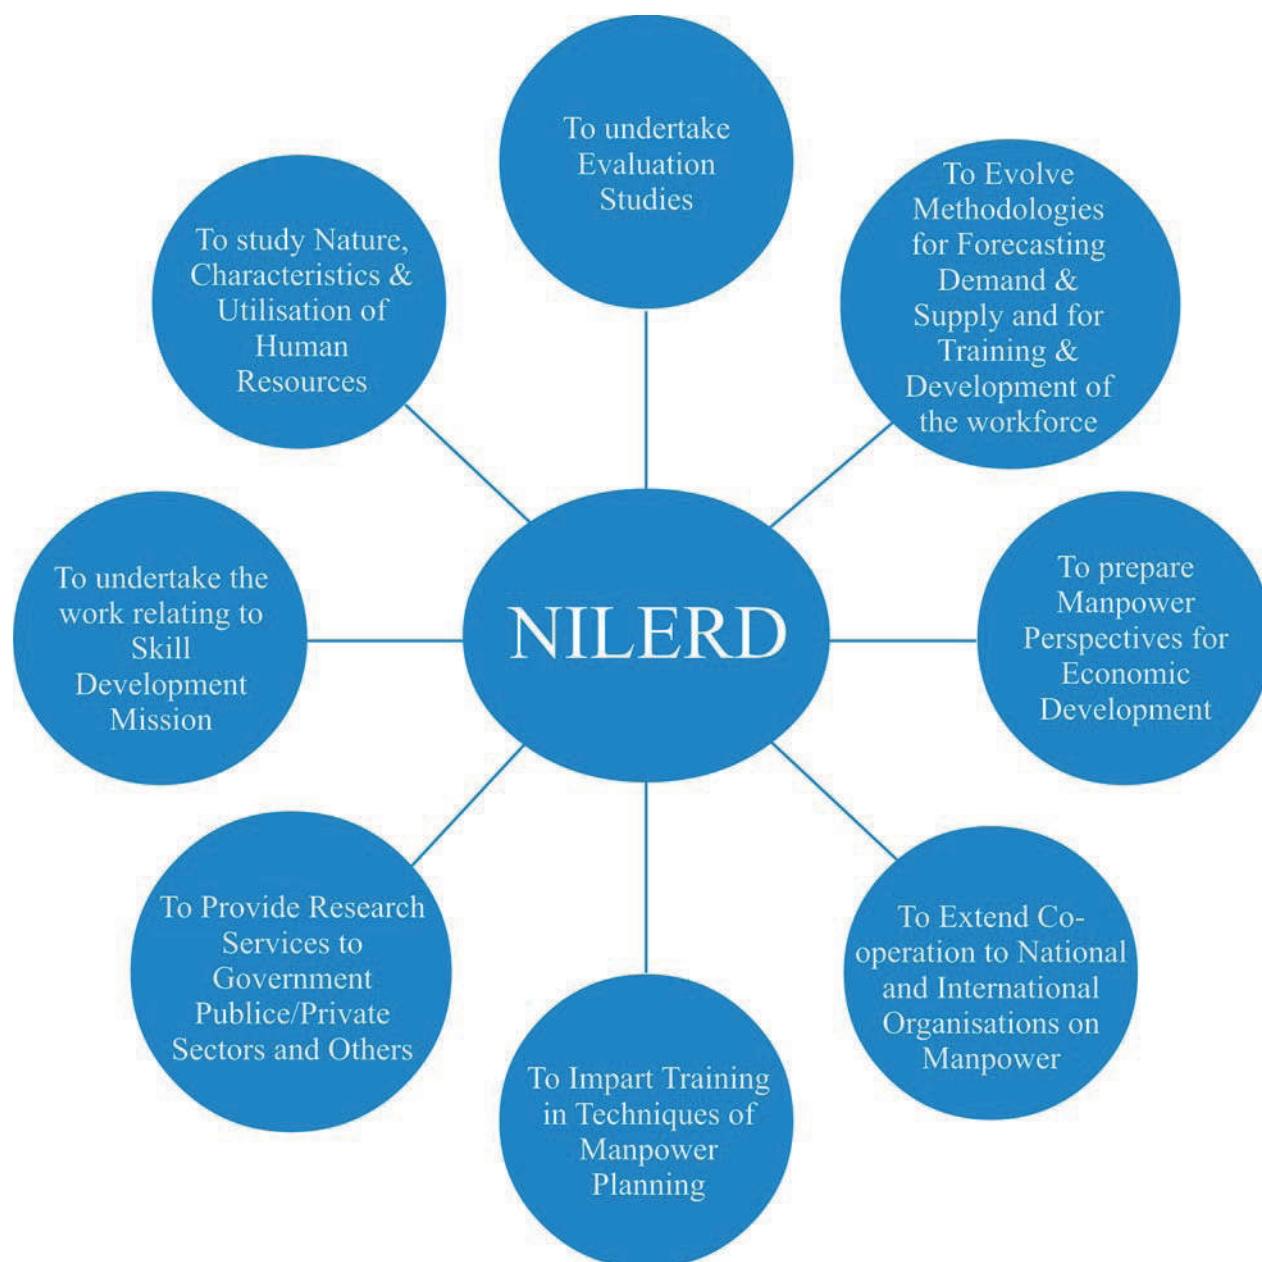 To undertake
Evaluation
Studies
To Evolve
Methodologies
for Forecasting
Demand &
Supply and for
Training &
Development of
the workforce
To study Nature,
Characteristics &
Utilisation of
Human
Resources
To undertake the
work relating to
Skill
Development
Mission
NILERD
To prepare
Manpower
Perspectives for
Economic
Development
To Provide Research
Services to
Government
Publice/Private
Sectors and Others
To Extend Co-
operation to National
and International
Organisations on
Manpower
To Impart Training
in Techniques of
Manpower
Planning